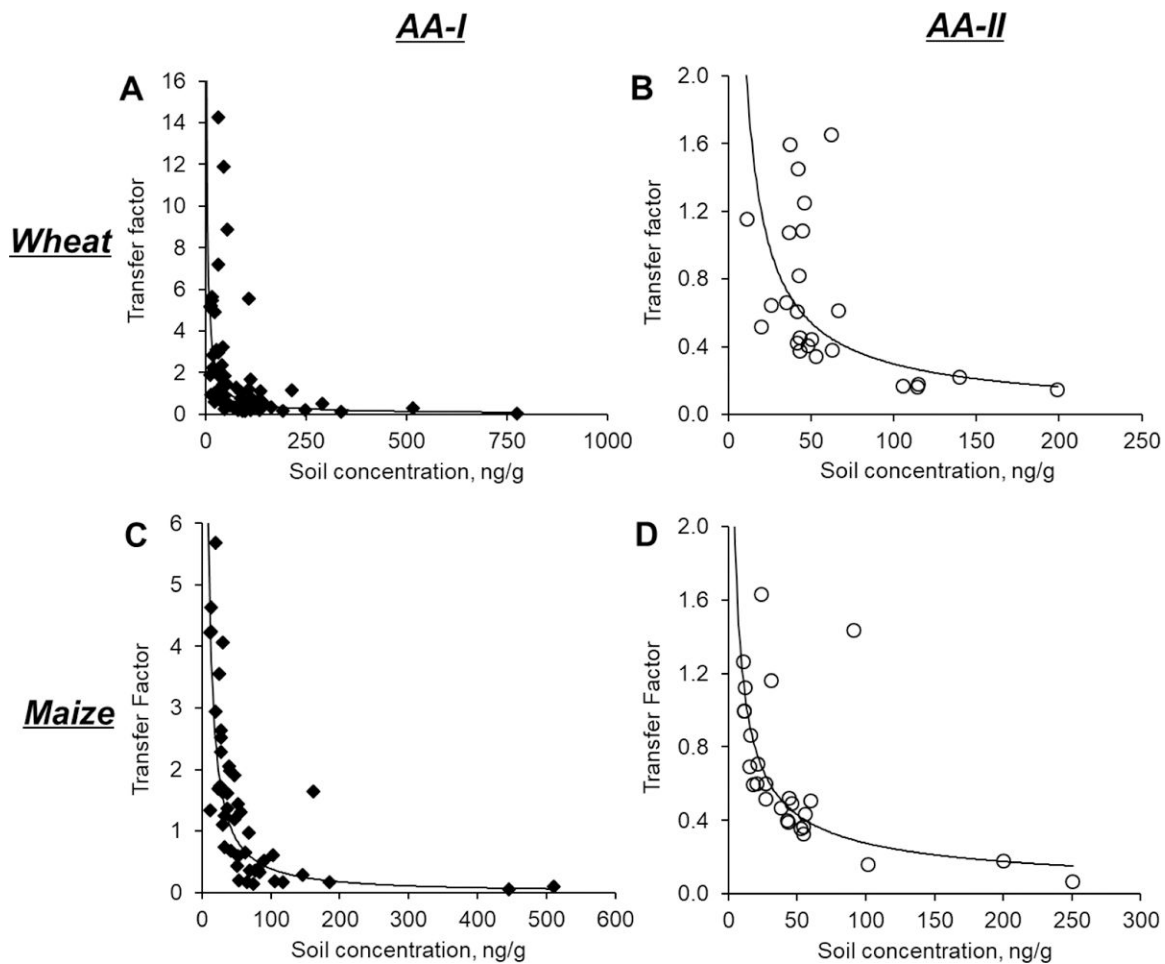 AA-I
AA-II
Wheat
A
Transfer factor
16
14
12
10
8
6
4
2
0
0 250 500 750 1000
Soil concentration, ng/g
B
Transfer factor
2.0
1.6
1.2
0.8
0.4
0.0
0 50 100 150 200 250
Soil concentration, ng/g
Maize
C
Transfer Factor
6
5
4
3
2
1
0
0 100 200 300 400 500 600
Soil concentration, ng/g
D
Transfer Factor
2.0
1.6
1.2
0.8
0.4
0.0
0 50 100 150 200 250 300
Soil concentration, ng/g